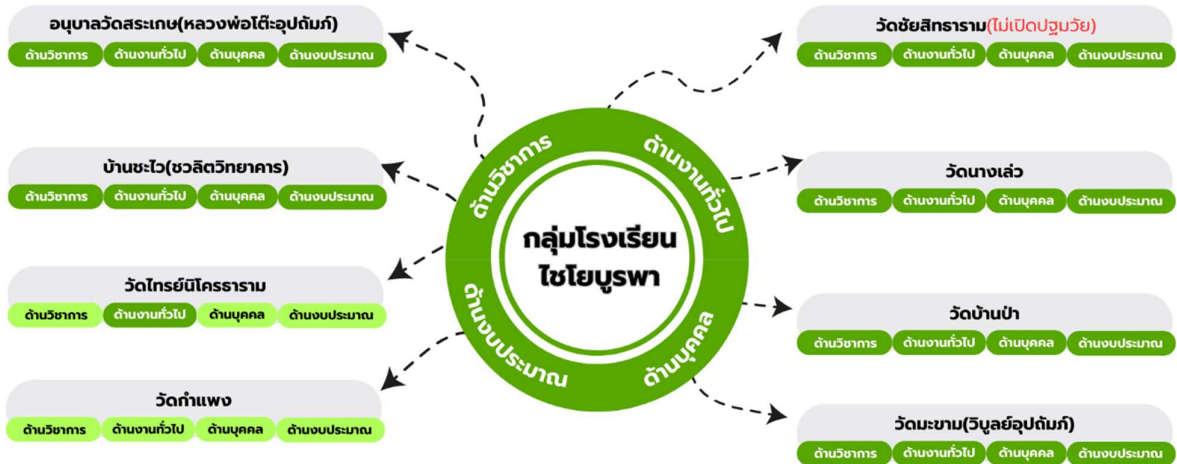 อนุบาลวัดสระเกษ(หลวงพ่อโต๊ะอุปถัมภ์)
ด้านวิชาการ ด้านงานทั่วไป ด้านบุคคล ด้านงบประมาณ
บ้านชะไว(ชวลิตวิทยาคาร)
ด้านวิชาการ ด้านงานทั่วไป ด้านบุคคล ด้านงบประมาณ
วัดไทรย์นิโครธาราม
ด้านวิชาการ ด้านงานทั่วไป ด้านบุคคล ด้านงบประมาณ
วัดกำแพง
ด้านวิชาการ ด้านงานทั่วไป ด้านบุคคล ด้านงบประมาณ
ด้านวิชาการ
ด้านงานทั่วไป
กลุ่มโรงเรียน
ไชโยบูรพา
ด้านงบประมาณ
ด้านบุคคล
วัดชัยสิทธาราม(ไม่เปิดปฐมวัย)
ด้านวิชาการ ด้านงานทั่วไป ด้านบุคคล ด้านงบประมาณ
วัดนางเล่ว
ด้านวิชาการ ด้านงานทั่วไป ด้านบุคคล ด้านงบประมาณ
วัดบ้านป่า
ด้านวิชาการ ด้านงานทั่วไป ด้านบุคคล ด้านงบประมาณ
วัดมะขาม(วิบูลย์อุปถัมภ์)
ด้านวิชาการ ด้านงานทั่วไป ด้านบุคคล ด้านงบประมาณ